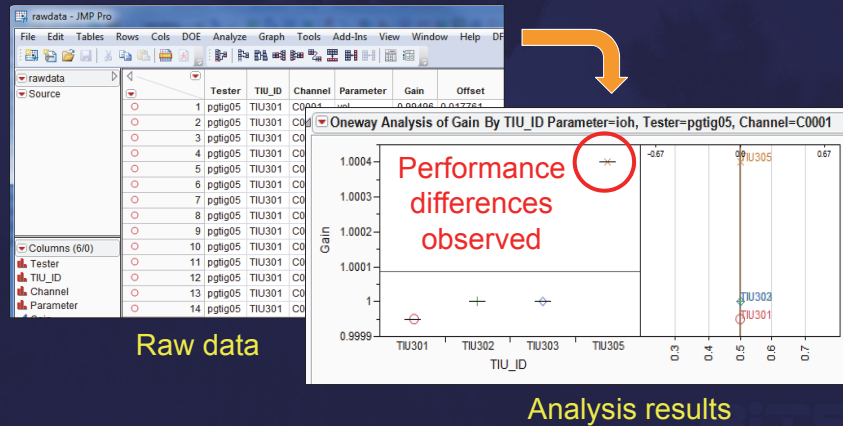 rawdata - JMP Pro
File Edit Tables Rows Cols DOE Analyze Graph Tools Add-Ins View Window Help
rawdata
Source
Tester TIU_ID Channel Parameter Gain Offset
1 pgtig05 TIU301
2 pgtig05 TIU301
3 pgtig05 TIU301
4 pgtig05 TIU301
5 pgtig05 TIU301
6 pgtig05 TIU301
7 pgtig05 TIU301
8 pgtig05 TIU301
9 pgtig05 TIU301
10 pgtig05 TIU301
11 pgtig05 TIU301
12 pgtig05 TIU301
13 pgtig05 TIU301
14 pgtig05 TIU301
Columns (6/0)
Tester
TIU_ID
Channel
Parameter
Raw data
Oneway Analysis of Gain By TIU_ID Parameter=ioh, Tester=pgtig05, Channel=C0001
Performance
differences
observed
Gain
1.0004
1.0003
1.0002
1.0001
1
0.9999
TIU301 TIU302 TIU303 TIU305
TIU_ID
-0.67 0.0 0.67
TIU305
TIU303
TIU301
0.3 0.4 0.5 0.6 0.7
Analysis results